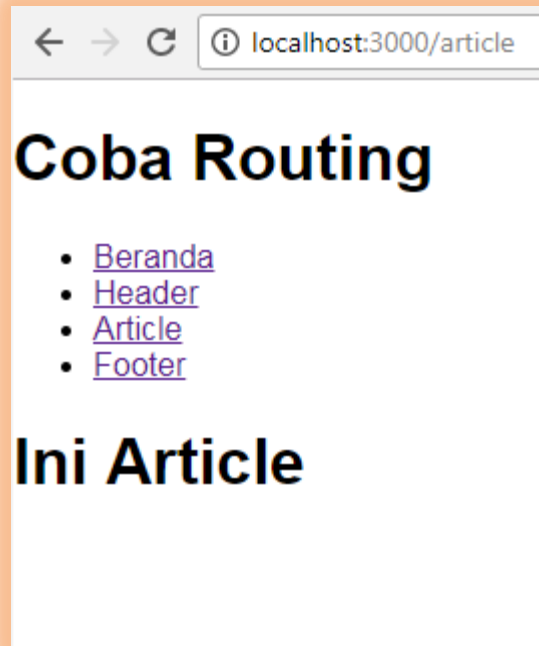 localhost:3000/article
Coba Routing
Beranda
Header
Article
Footer
Ini Article